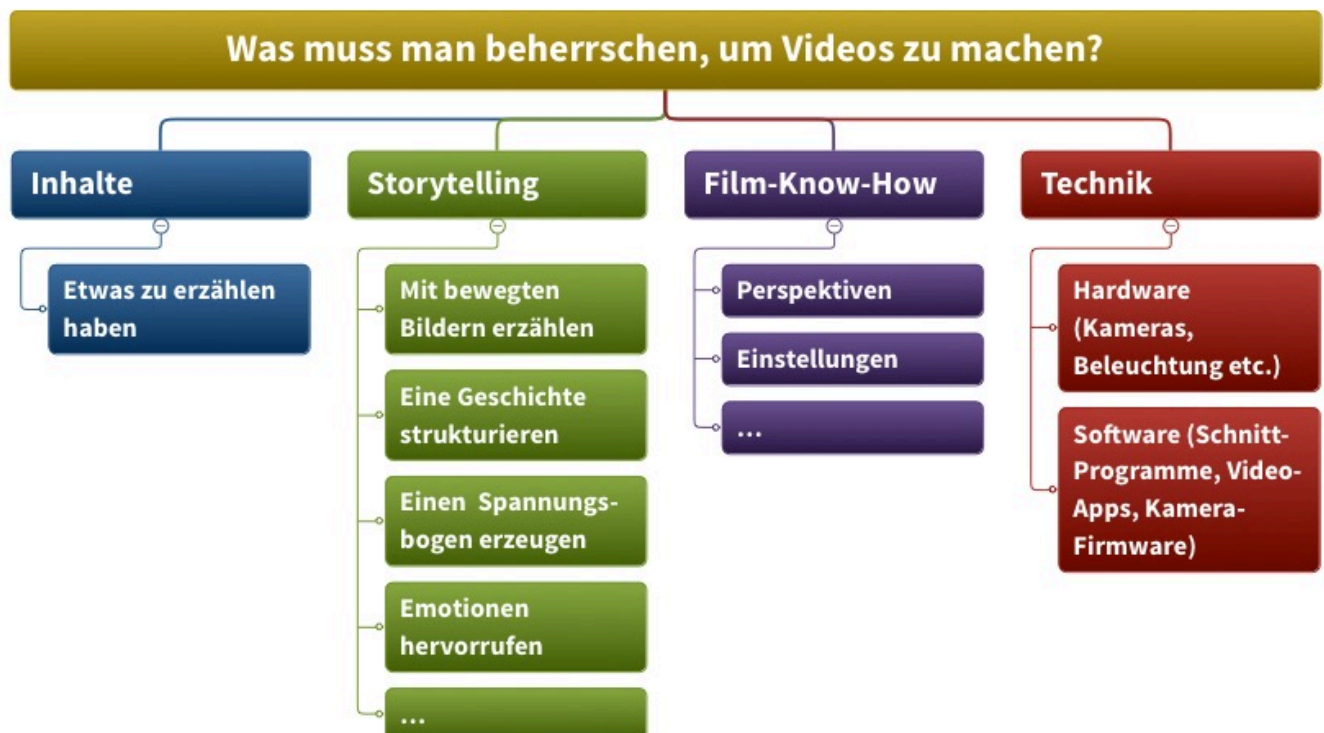 Was muss man beherrschen, um Videos zu machen?
Inhalte
Etwas zu erzählen
haben
Storytelling
Mit bewegten
Bildern erzählen
Eine Geschichte
strukturieren
Einen  Spannungs-
bogen erzeugen
Emotionen
hervorrufen
...
Film-Know-How
Perspektiven
Einstellungen
...
Technik
Hardware
(Kameras,
Beleuchtung etc.)
Software (Schnitt-
Programme, Video-
Apps, Kamera-
Firmware)